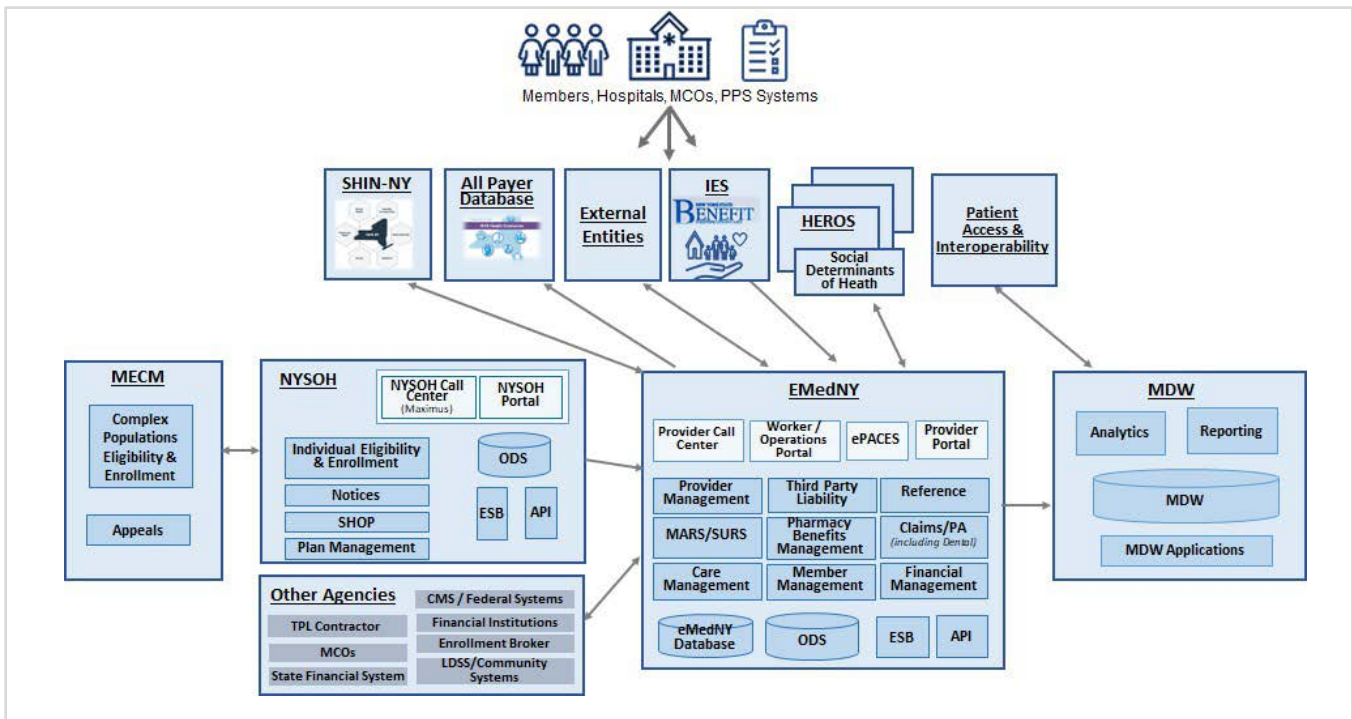 Members, Hospitals, MCOs, PPS Systems
SHIN-NY
All Payer
Database
External
Entities
IES
BENEFIT
HEROS
Social
Determinants
of Heath
Patient
Access &
Interoperability
MECM
Complex
Populations
Eligibility &
Enrollment
Appeals
NYSOH
NYSOH Call
Center
(Maximus)
NYSOH
Portal
Individual Eligibility
& Enrollment
Notices
SHOP
Plan Management
ODS
ESB
API
Other Agencies
TPL Contractor
MCOs
State Financial System
CMS / Federal Systems
Financial Institutions
Enrollment Broker
LDSS/Community
Systems
EMedNY
Provider Call
Center
Worker /
Operations
Portal
ePACES
Provider
Portal
Provider
Management
Third Party
Liability
Reference
MARS/SURS
Pharmacy
Benefits
Management
Claims/PA
(including Dental)
Care
Management
Member
Management
Financial
Management
eMedNY
Database
ODS
ESB
API
MDW
Analytics
Reporting
MDW
MDW Applications